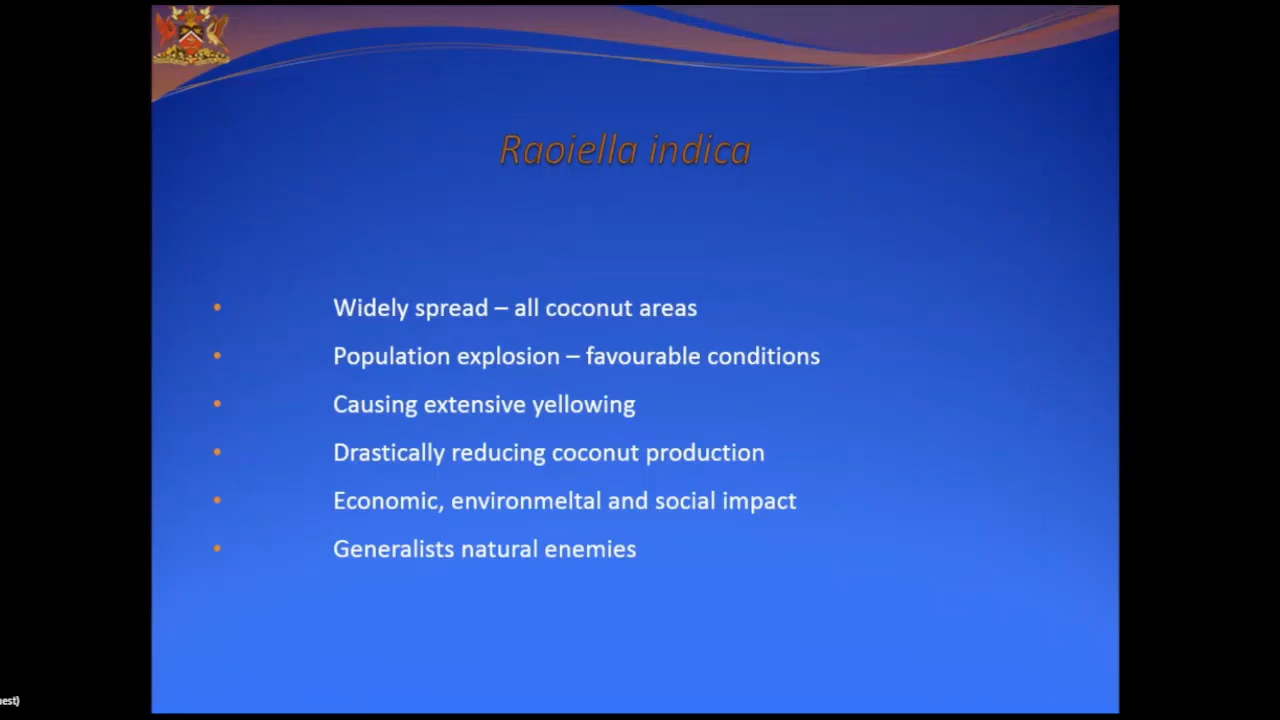 Raoiella indica
• Widely spread – all coconut areas
• Population explosion – favourable conditions
• Causing extensive yellowing
• Drastically reducing coconut production
• Economic, environmeltal and social impact
• Generalists natural enemies